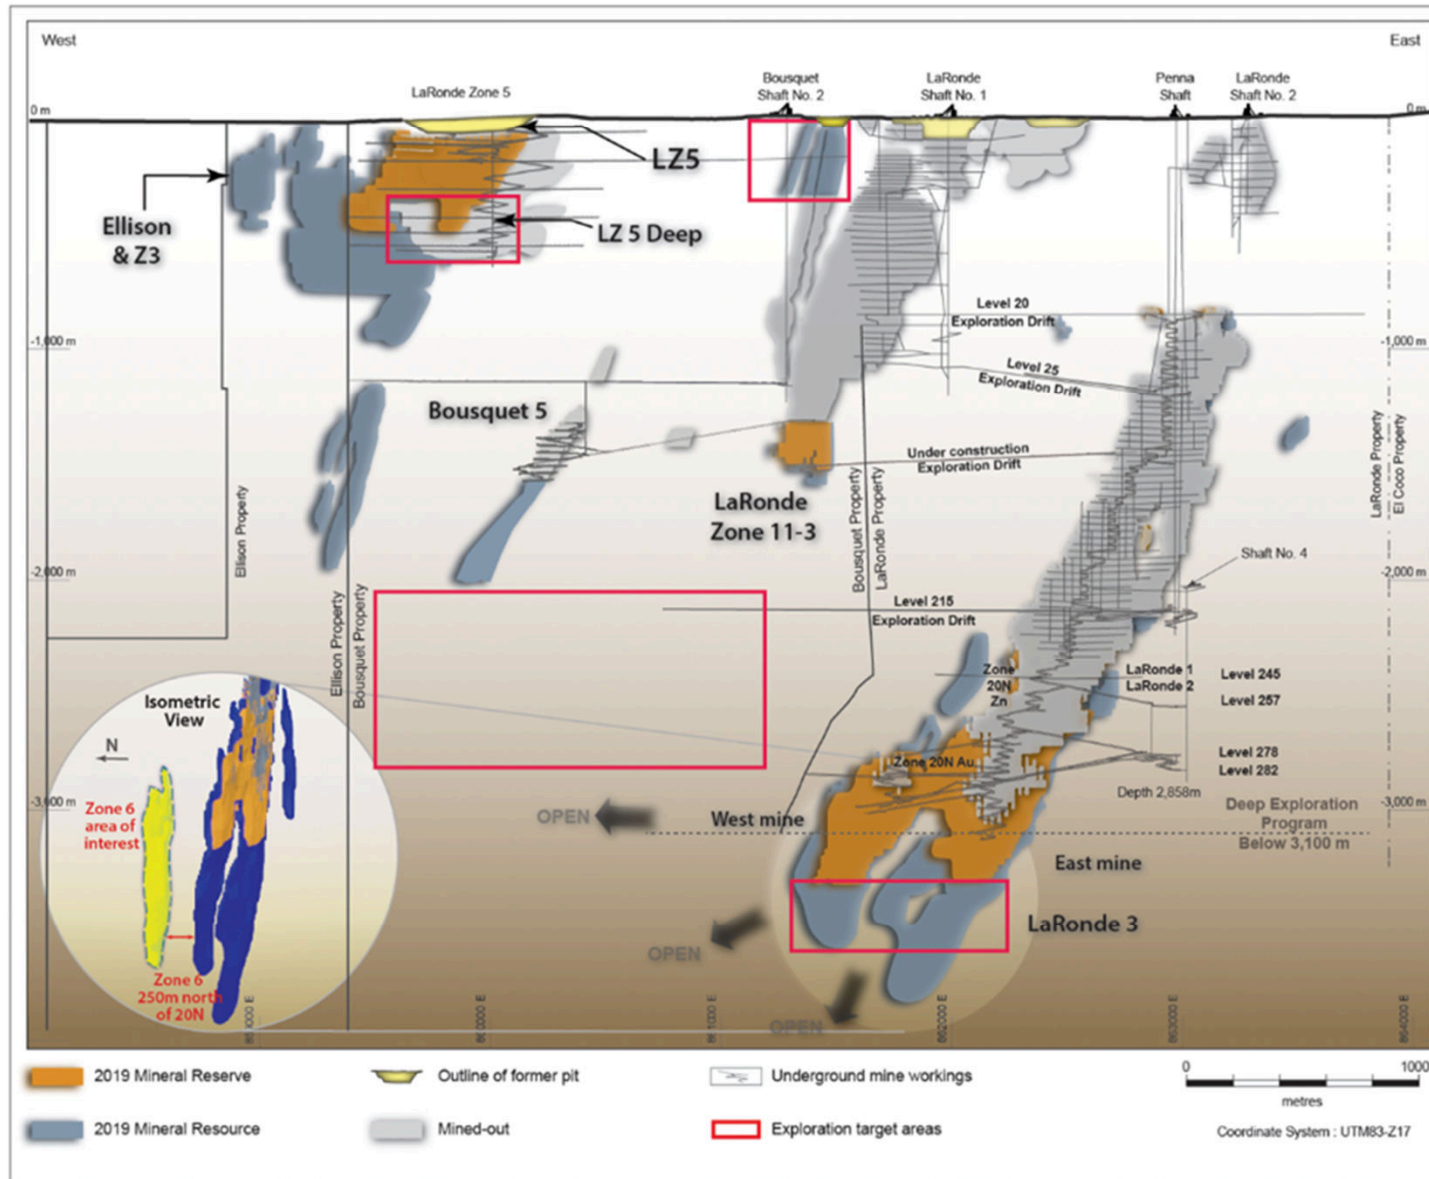 West
East
LaRonde Zone 5
Bousquet
Shaft No. 2
LaRonde
Shaft No. 1
Penna
Shaft
LaRonde
Shaft No. 2
0 m
0 m
LZ5
Ellison
& Z3
LZ 5 Deep
Level 20
Exploration Drift
-1,000 m
-1,000 m
Level 25
Exploration Drift
Bousquet 5
Under construction
Exploration Drift
LaRonde
Zone 11-3
Ellison Property
Bousquet Property
LaRonde Property
LaRonde Property
El Coco Property
Shaft No. 4
-2,000 m
-2,000 m
Level 215
Exploration Drift
Ellison Property
Bousquet Property
Zone
20N
Zn
LaRonde 1
LaRonde 2
Level 245
Level 257
Isometric
View
N
Level 278
Level 282
Zone 20N Au
Depth 2,858m
-3,000 m
-3,000 m
Zone 6
area of
interest
OPEN
West mine
Deep Exploration
Program
Below 3,100 m
East mine
LaRonde 3
OPEN
Zone 6
250m north
of 20N
OPEN
860000 E
861000 E
862000 E
863000 E
864000 E
2019 Mineral Reserve
Outline of former pit
Underground mine workings
0
1000
metres
2019 Mineral Resource
Mined-out
Exploration target areas
Coordinate System : UTM83-Z17